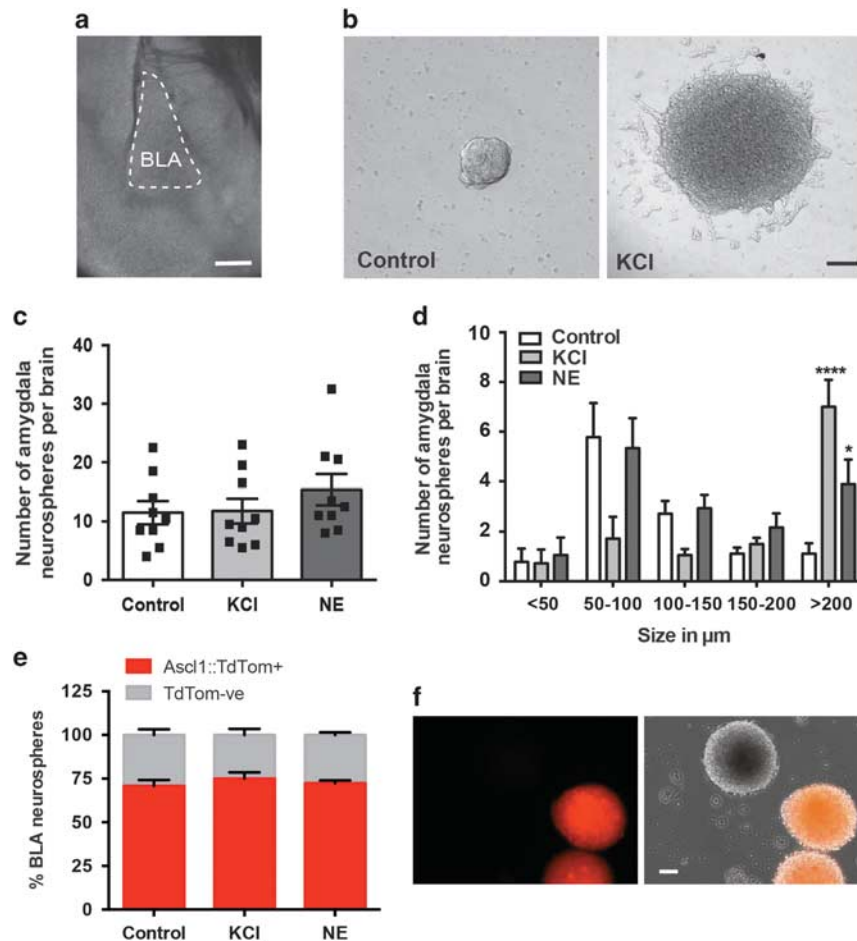 a
BLA
b
Control
KCl
c
Number of amygdala
neurospheres per brain
40
30
20
10
0
Control
KCl
NE
d
Number of amygdala
neurospheres per brain
10
8
6
4
2
0
Control
KCl
NE
****
*
<50
50-100
100-150
150-200
>200
Size in µm
e
Ascl1::TdTom+
TdTom-ve
% BLA neurospheres
125
100
75
50
25
0
Control
KCl
NE
f